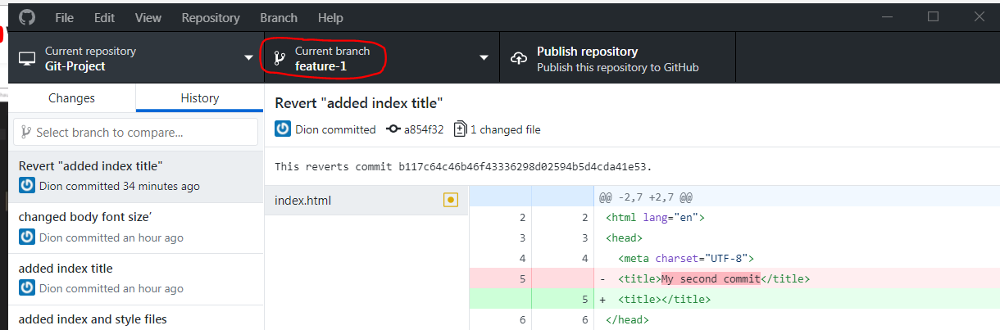 File Edit View Repository Branch Help
Current repository
Git-Project
Current branch
feature-1
Publish repository
Publish this repository to GitHub
Changes History
Select branch to compare...
Revert "added index title"
Dion committed 34 minutes ago
changed body font size'
Dion committed an hour ago
added index title
Dion committed an hour ago
added index and style files
Revert "added index title"
Dion committed a854f32 1 changed file
This reverts commit b117c64c46b46f43336298d02594b5d4cda41e53.
index.html
@@ -2,7 +2,7 @@
2 2 <html lang="en">
3 3 <head>
4 4 <meta charset="UTF-8">
5 - <title>My second commit</title>
5 + <title></title>
6 6 </head>